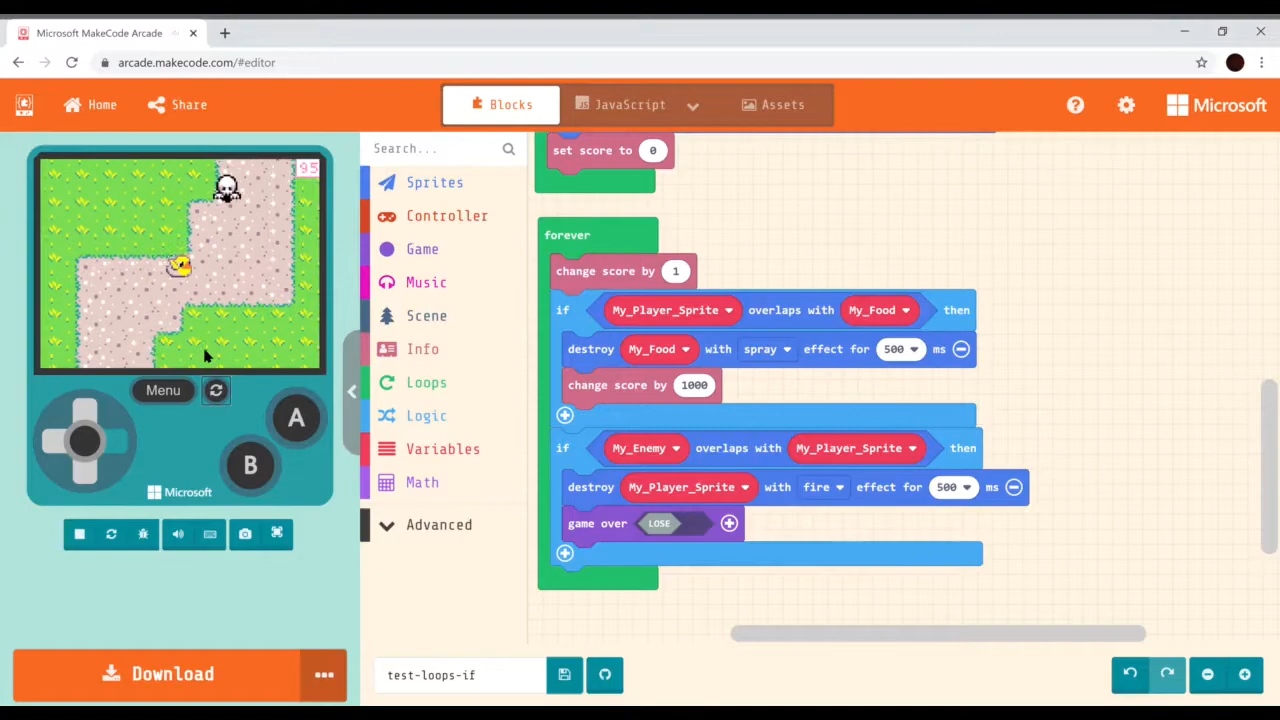 Microsoft MakeCode Arcade
arcade.makecode.com/#editor
Home
Share
Blocks
JavaScript
Assets
Microsoft
95
Menu
A
B
Microsoft
Download
Search...
Sprites
Controller
Game
Music
Scene
Info
Loops
Logic
Variables
Math
Advanced
set score to 0
forever
change score by 1
if My_Player_Sprite overlaps with My_Food then
destroy My_Food with spray effect for 500 ms
change score by 1000
if My_Enemy overlaps with My_Player_Sprite then
destroy My_Player_Sprite with fire effect for 500 ms
game over LOSE
test-loops-if